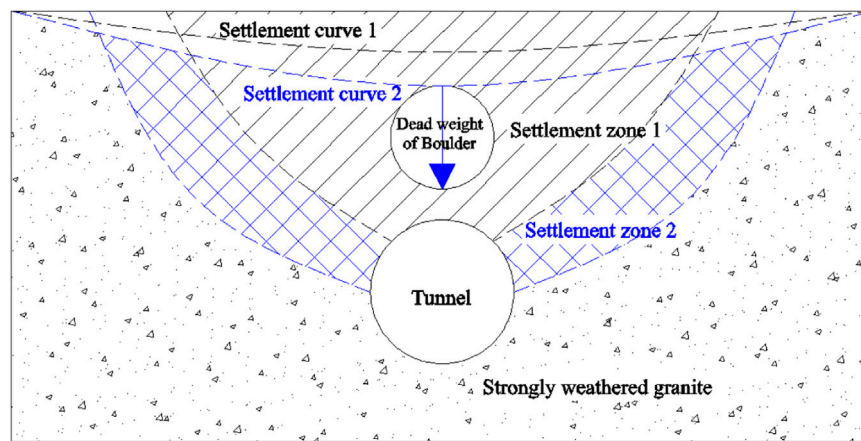 Settlement curve 1
Settlement curve 2
Dead weight
of Boulder
Settlement zone 1
Settlement zone 2
Tunnel
Strongly weathered granite